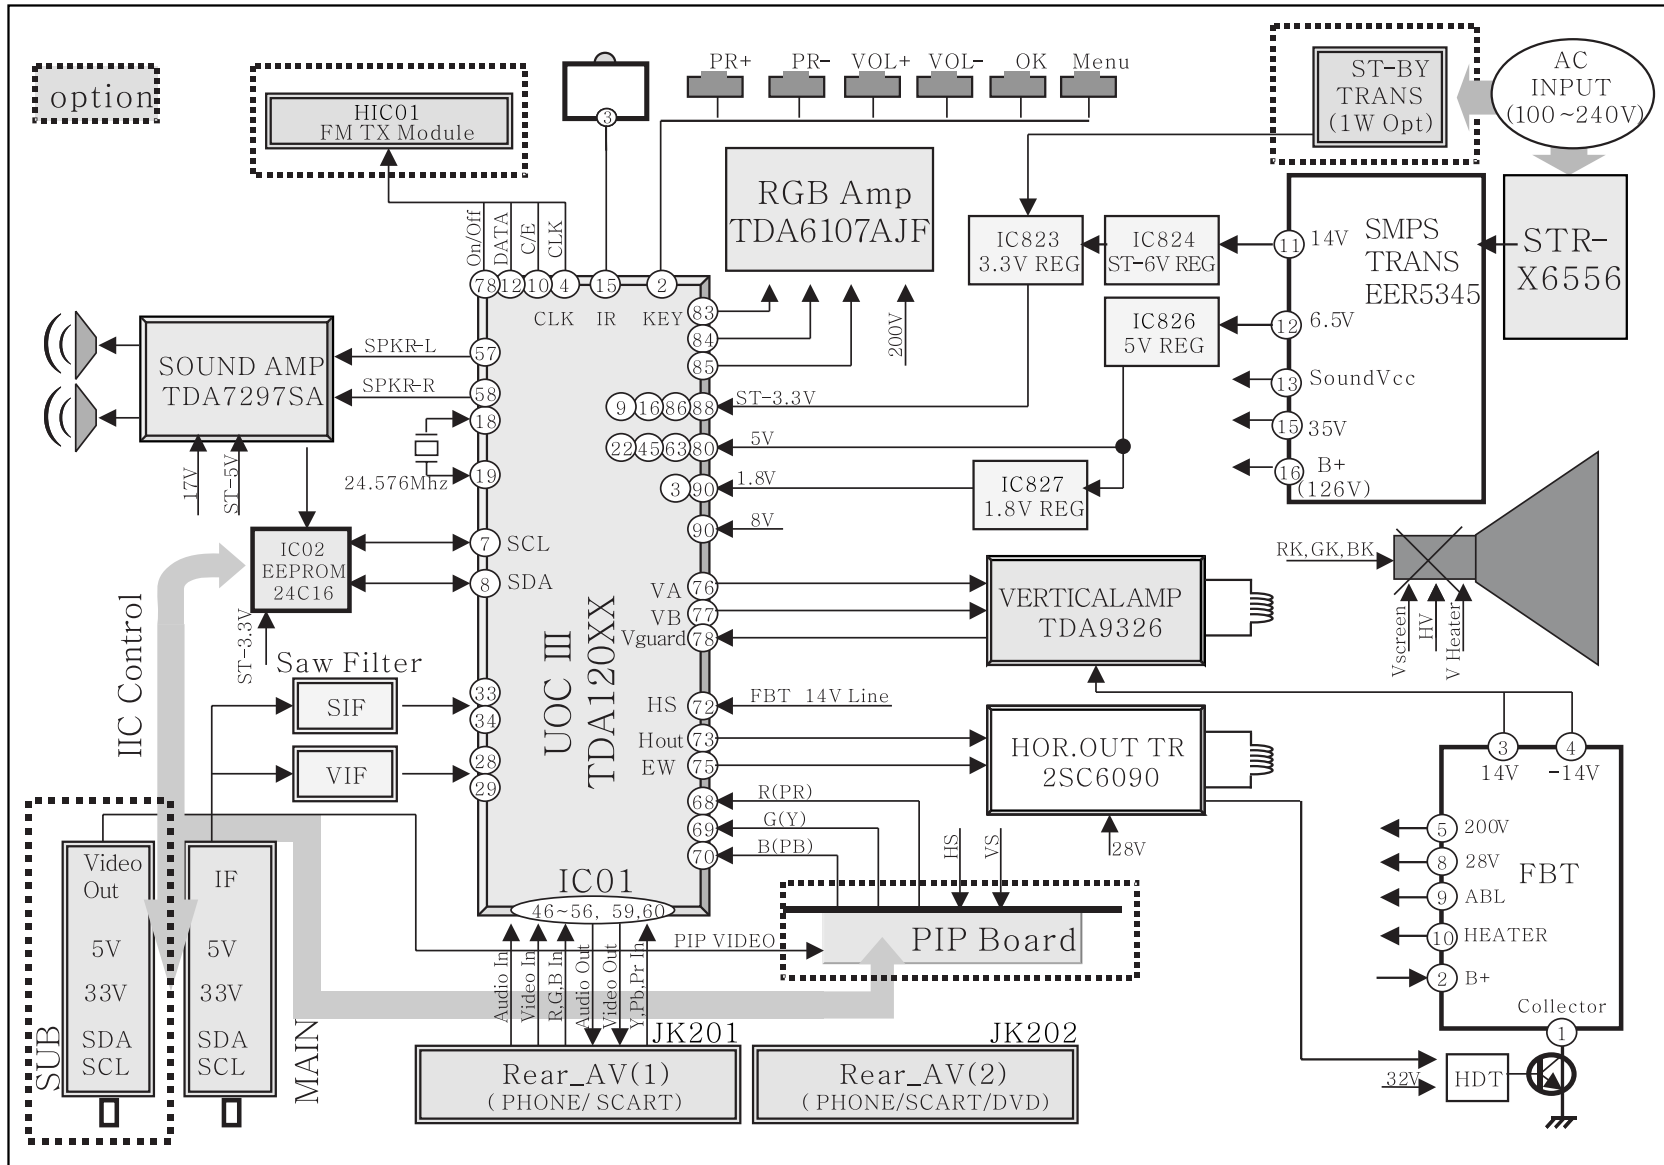 option
HIC01
FM TX Module
3
PR+
PR-
VOL+
VOL-
OK
Menu
ST-BY
TRANS
(1W Opt)
AC
INPUT
(100~240V)
On/Off
DATA
C/E
CLK
78
12
10
4
15
2
CLK
IR
KEY
RGB Amp
TDA6107AJF
200V
83
84
85
IC823
3.3V REG
IC824
ST-6V REG
IC826
5V REG
11
14V
12
6.5V
13
SoundVcc
15
35V
16
B+
(126V)
SMPS
TRANS
EER5345
STR-
X6556
SOUND AMP
TDA7297SA
SPKR-L
SPKR-R
57
58
18
19
24.576Mhz
17V
ST-5V
9
16
86
88
ST-3.3V
22
45
63
80
5V
3
90
1.8V
IC827
1.8V REG
90
8V
IC02
EEPROM
24C16
ST-3.3V
7
SCL
8
SDA
IIC Control
UOC III
TDA120XX
VA
76
VB
77
Vguard
78
VERTICALAMP
TDA9326
RK,GK,BK
Vscreen
HV
V Heater
Saw Filter
SIF
VIF
33
34
28
29
HS
72
FBT 14V Line
Hout
73
EW
75
HOR.OUT TR
2SC6090
28V
68
R(PR)
69
G(Y)
70
B(PB)
HS
VS
IC01
46~56, 59,60
PIP VIDEO
PIP Board
3
14V
4
-14V
5
200V
8
28V
9
ABL
10
HEATER
2
B+
FBT
Collector
1
32V
HDT
Video
Out
5V
33V
SDA
SCL
SUB
IF
5V
33V
SDA
SCL
MAIN
Audio In
Video In
R,G,B In
Audio Out
Video Out
Y,Pb,Pr In
JK201
Rear_AV(1)
( PHONE/ SCART)
JK202
Rear_AV(2)
( PHONE/SCART/DVD)